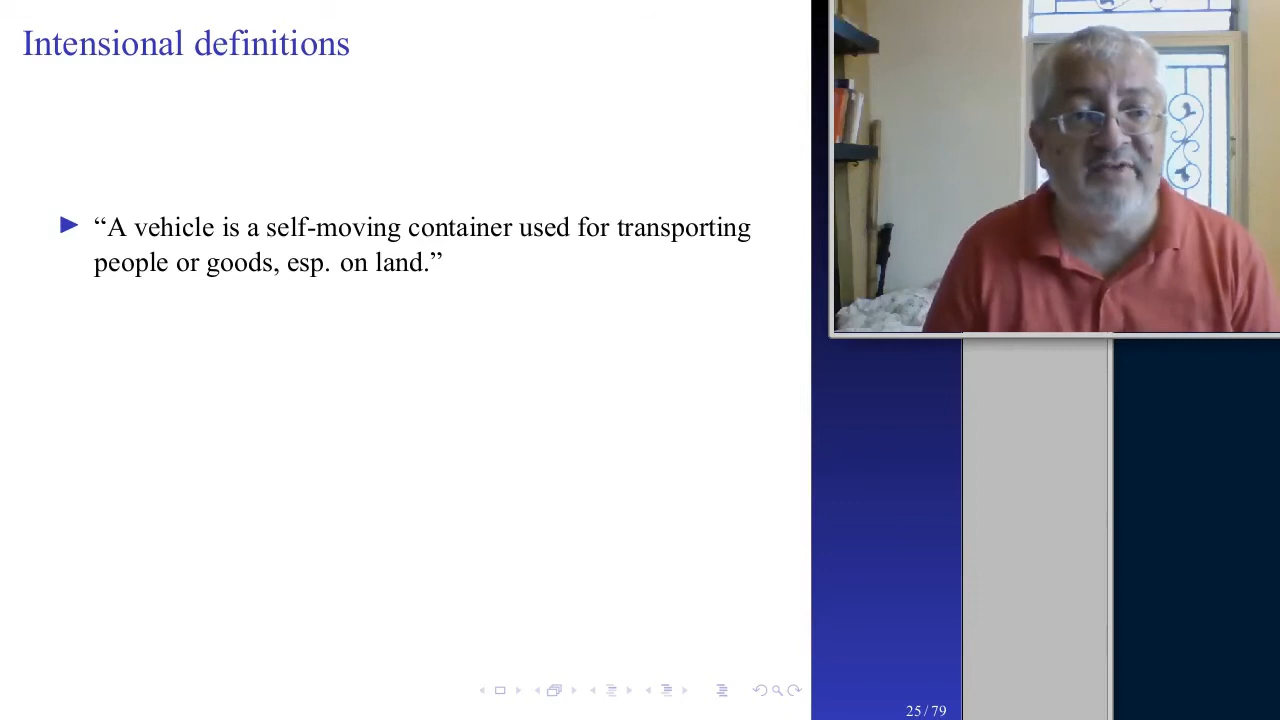 Intensional definitions
▶ “A vehicle is a self-moving container used for transporting
people or goods, esp. on land.”
25 / 79